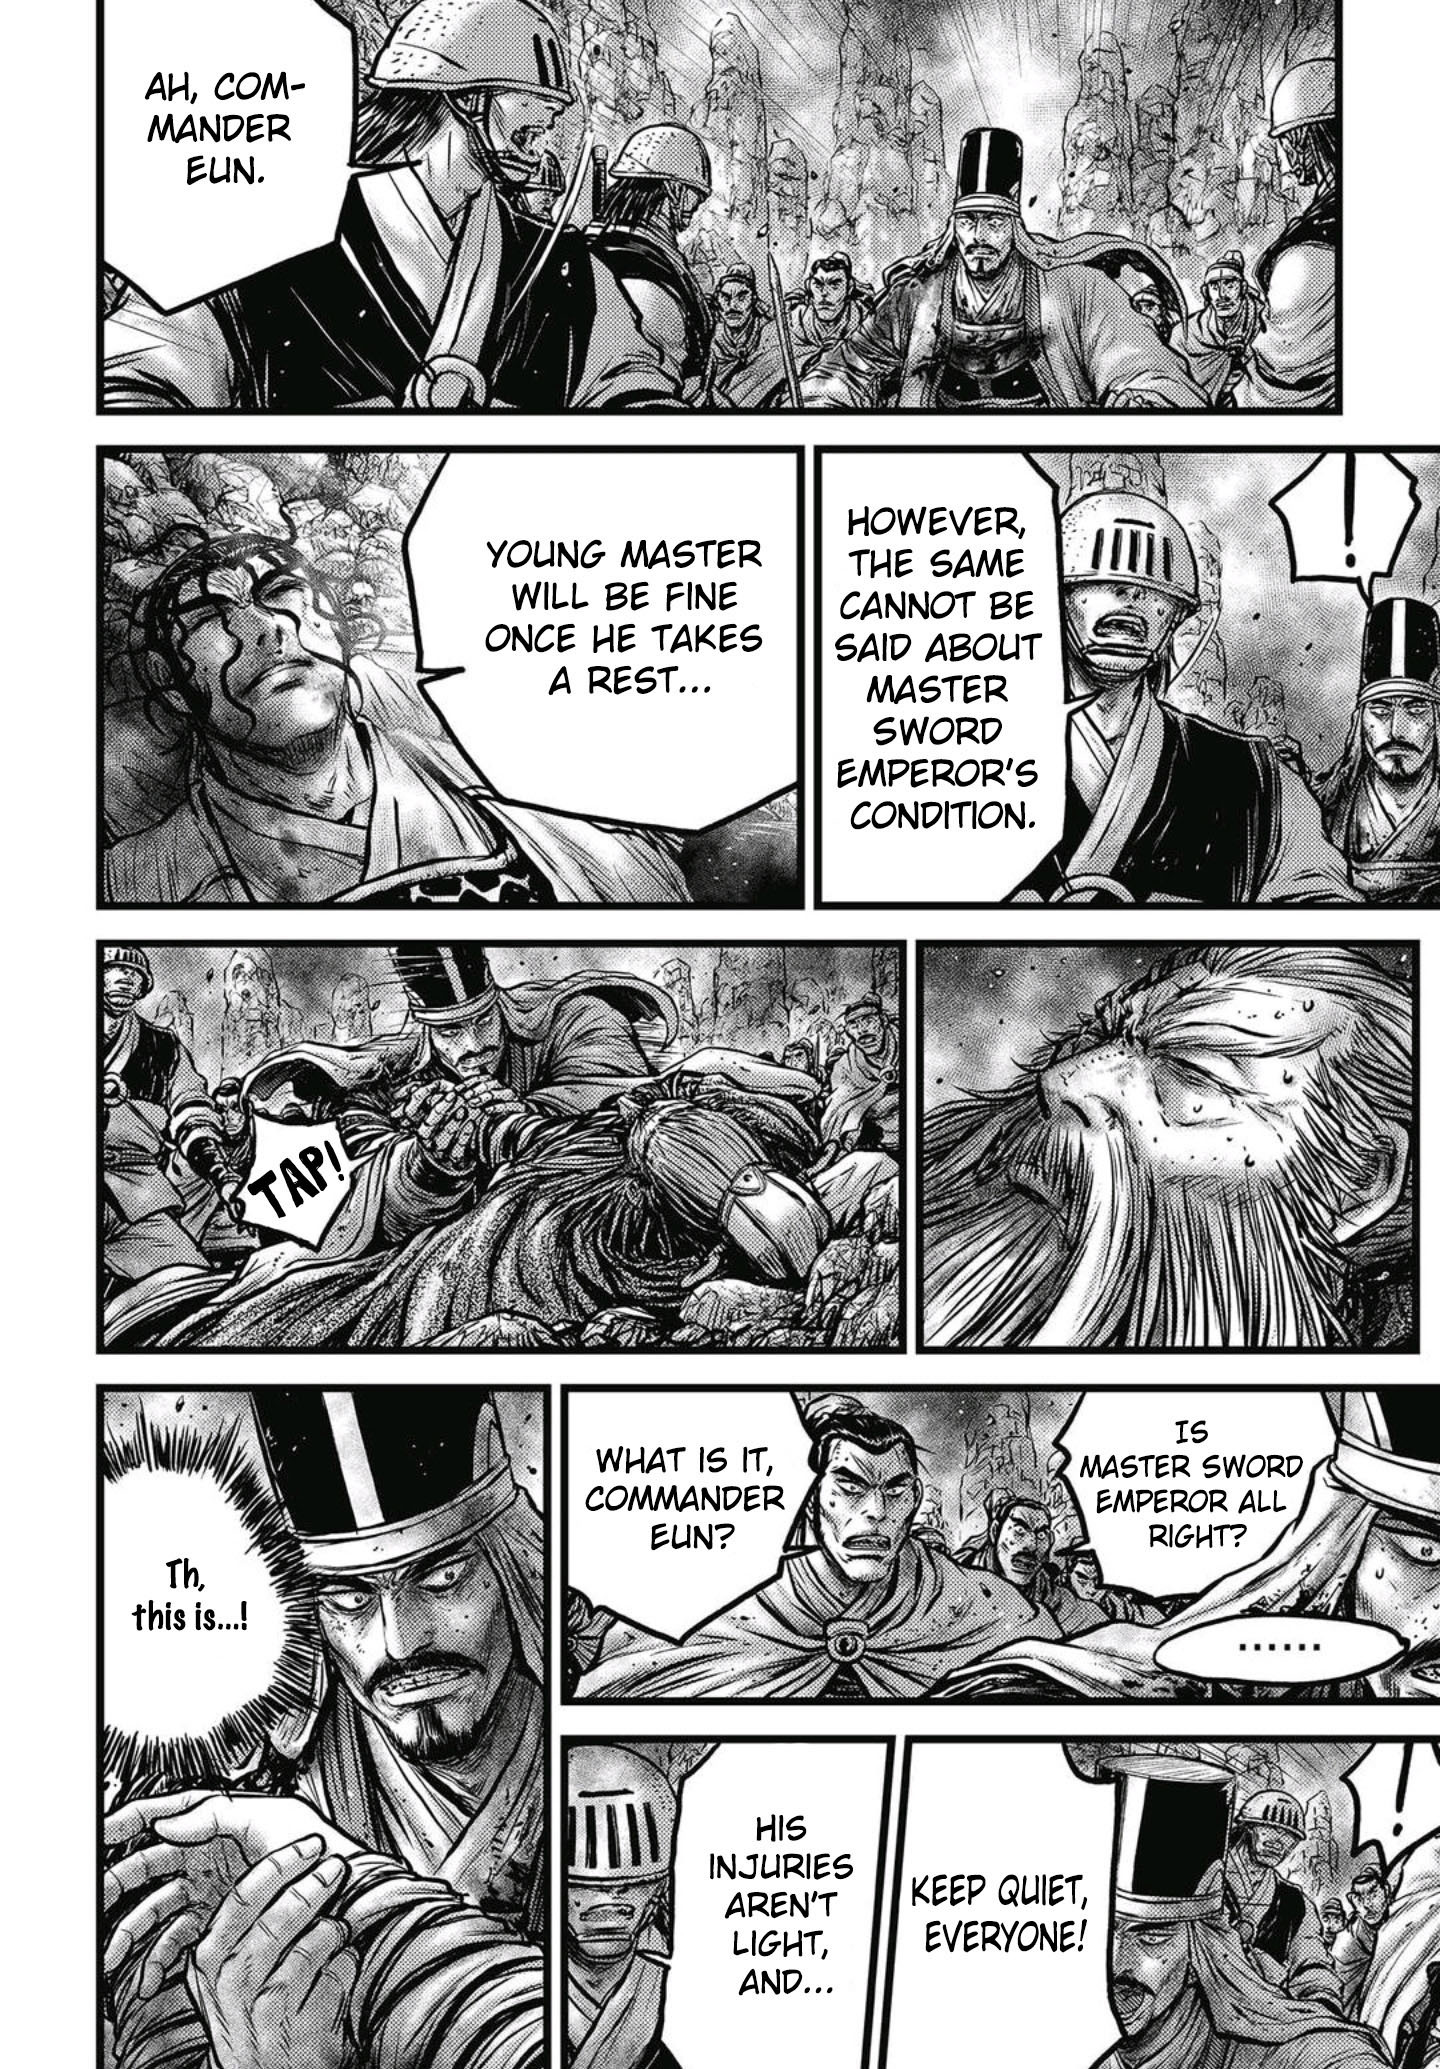 AH, COM-
MANDER
EUN.
YOUNG MASTER
WILL BE FINE
ONCE HE TAKES
A REST...
HOWEVER,
THE SAME
CANNOT BE
SAID ABOUT
MASTER
SWORD
EMPEROR'S
CONDITION.
!
TAP!
Th,
this is...!
WHAT IS IT,
COMMANDER
EUN?
IS
MASTER SWORD
EMPEROR ALL
RIGHT?
......
HIS
INJURIES
AREN'T
LIGHT,
AND...
KEEP QUIET,
EVERYONE!
!